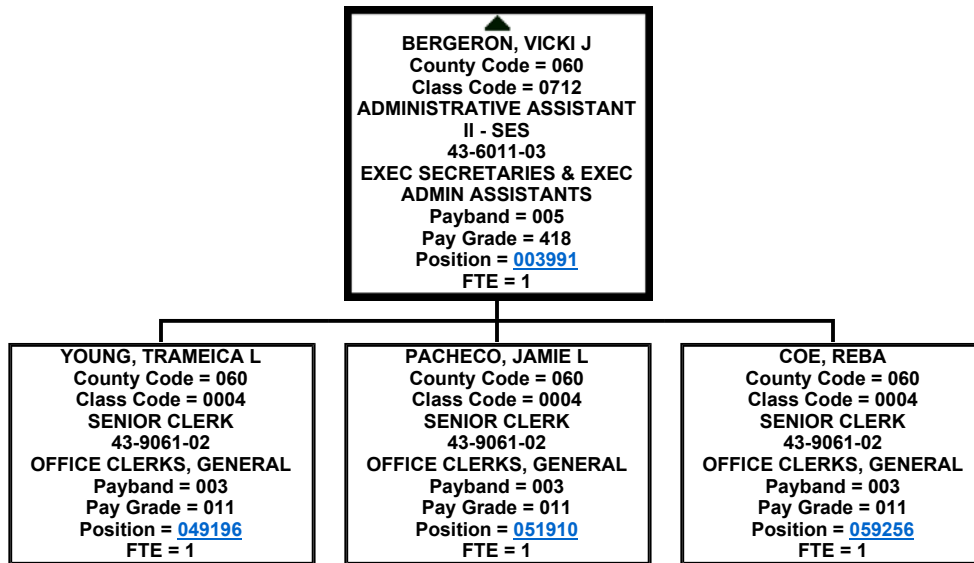 BERGERON, VICKI J
County Code = 060
Class Code = 0712
ADMINISTRATIVE ASSISTANT
II - SES
43-6011-03
EXEC SECRETARIES & EXEC
ADMIN ASSISTANTS
Payband = 005
Pay Grade = 418
Position = 003991
FTE = 1
YOUNG, TRAMEICA L
County Code = 060
Class Code = 0004
SENIOR CLERK
43-9061-02
OFFICE CLERKS, GENERAL
Payband = 003
Pay Grade = 011
Position = 049196
FTE = 1
PACHECO, JAMIE L
County Code = 060
Class Code = 0004
SENIOR CLERK
43-9061-02
OFFICE CLERKS, GENERAL
Payband = 003
Pay Grade = 011
Position = 051910
FTE = 1
COE, REBA
County Code = 060
Class Code = 0004
SENIOR CLERK
43-9061-02
OFFICE CLERKS, GENERAL
Payband = 003
Pay Grade = 011
Position = 059256
FTE = 1